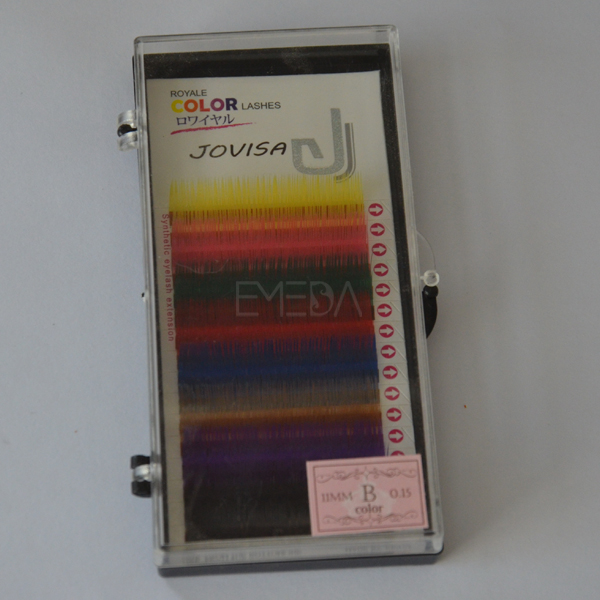 ROYALE
COLOR LASHES
ロワイヤル
JOVISA
J
Synthetic eyelash extension
EMEDA
11MM B 0.15
color